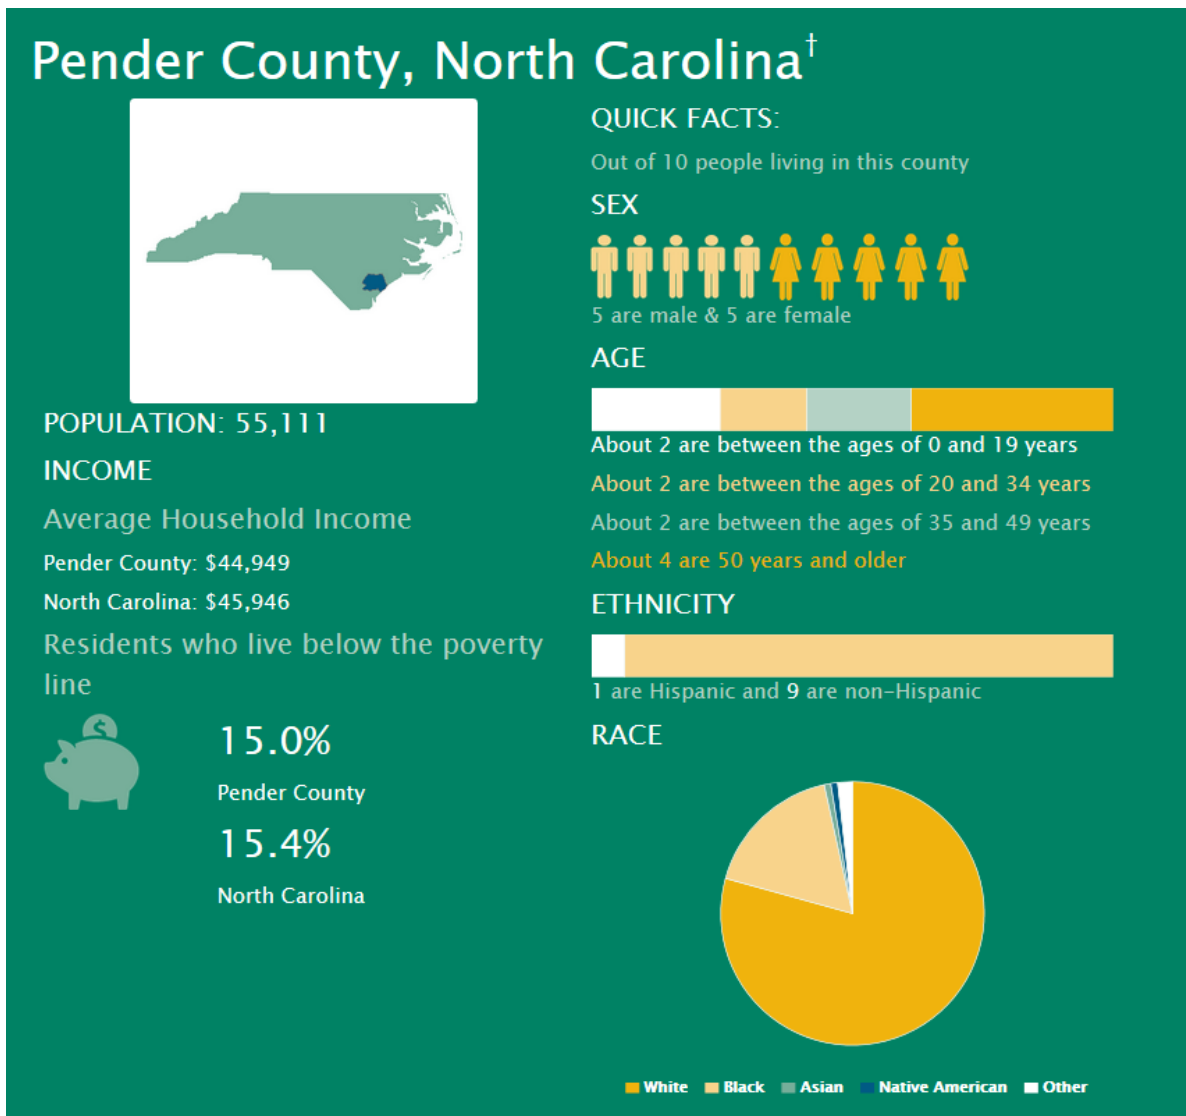 Pender County, North Carolina†
POPULATION: 55,111
INCOME
Average Household Income
Pender County: $44,949
North Carolina: $45,946
Residents who live below the poverty
line
$
15.0%
Pender County
15.4%
North Carolina
QUICK FACTS:
Out of 10 people living in this county
SEX
5 are male & 5 are female
AGE
About 2 are between the ages of 0 and 19 years
About 2 are between the ages of 20 and 34 years
About 2 are between the ages of 35 and 49 years
About 4 are 50 years and older
ETHNICITY
1 are Hispanic and 9 are non-Hispanic
RACE
White Black Asian Native American Other